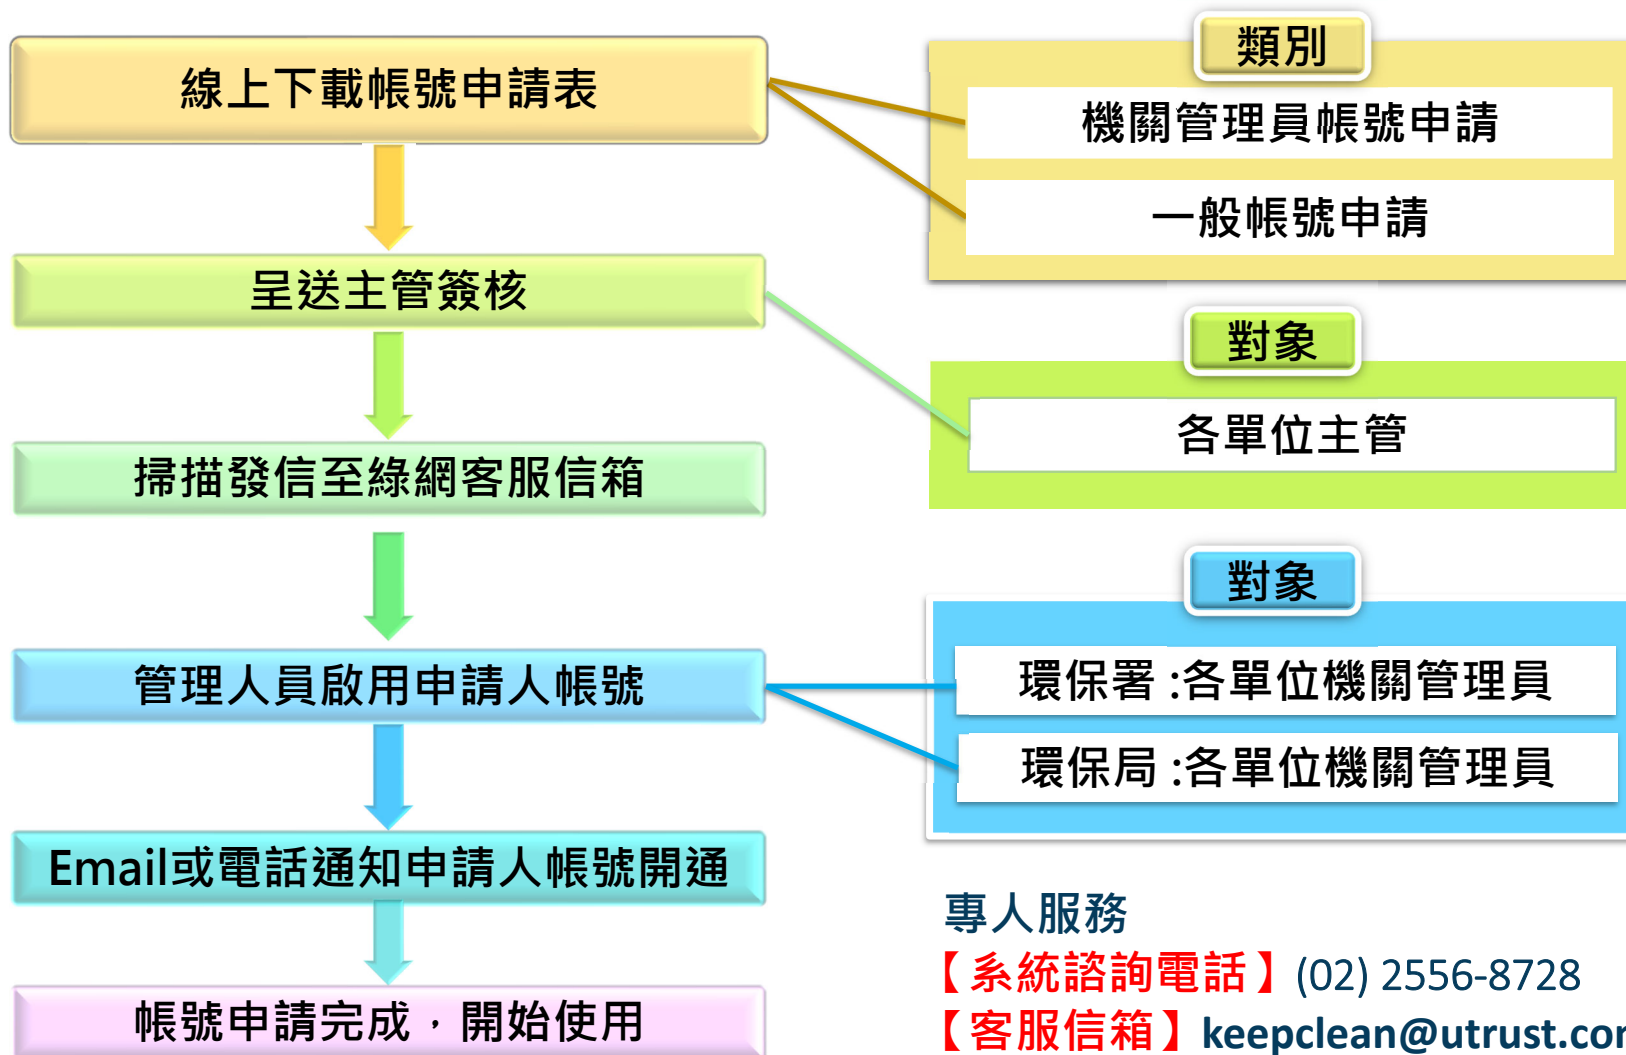 線上下載帳號申請表
呈送主管簽核
掃描發信至綠網客服信箱
管理人員啟用申請人帳號
Email或電話通知申請人帳號開通
帳號申請完成，開始使用
類別
機關管理員帳號申請
一般帳號申請
對象
各單位主管
對象
環保署:各單位機關管理員
環保局:各單位機關管理員
專人服務
【系統諮詢電話】(02) 2556-8728
【客服信箱】keepclean@utrust.com